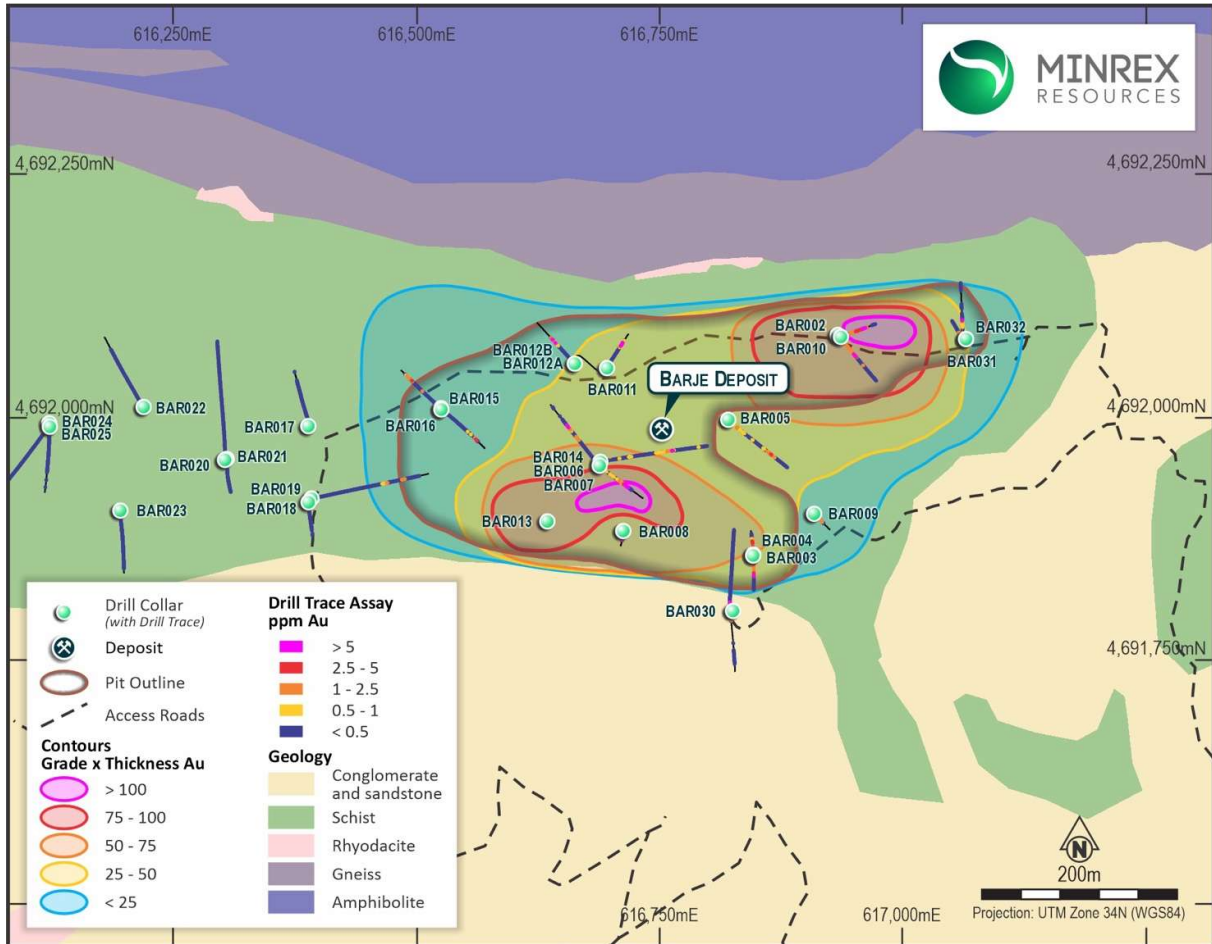 616,250mE
616,500mE
616,750mE
MINREX
RESOURCES
4,692,250mN
4,692,250mN
BAR002
BAR010
BAR032
BAR031
BAR012B
BAR012A
BAR011
BARJE DEPOSIT
BAR015
BAR016
BAR005
BAR022
BAR024
BAR025
4,692,000mN
4,692,000mN
BAR017
BAR021
BAR020
BAR014
BAR006
BAR007
BAR019
BAR018
BAR023
BAR013
BAR008
BAR009
BAR004
BAR003
BAR030
4,691,750mN
Drill Collar
(with Drill Trace)
Deposit
Pit Outline
Access Roads
Contours
Grade x Thickness Au
> 100
75 - 100
50 - 75
25 - 50
< 25
Drill Trace Assay
ppm Au
> 5
2.5 - 5
1 - 2.5
0.5 - 1
< 0.5
Geology
Conglomerate
and sandstone
Schist
Rhyodacite
Gneiss
Amphibolite
616,750mE
617,000mE
N
200m
Projection: UTM Zone 34N (WGS84)